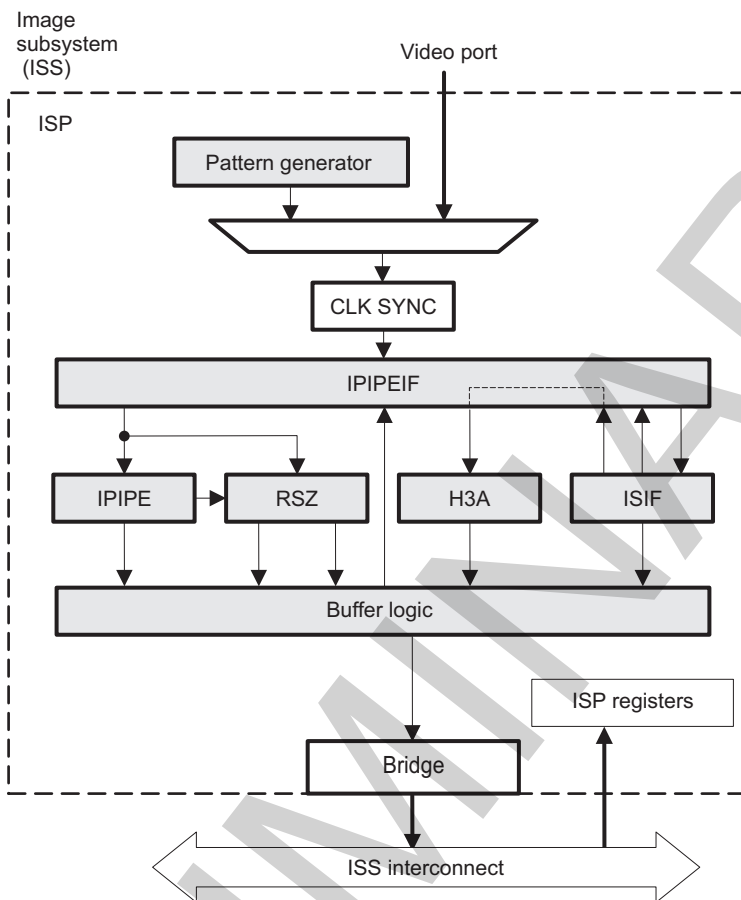 Image
subsystem
(ISS)
Video port
ISP
Pattern generator
CLK SYNC
IPIPEIF
IPIPE
RSZ
H3A
ISIF
Buffer logic
ISP registers
Bridge
ISS interconnect